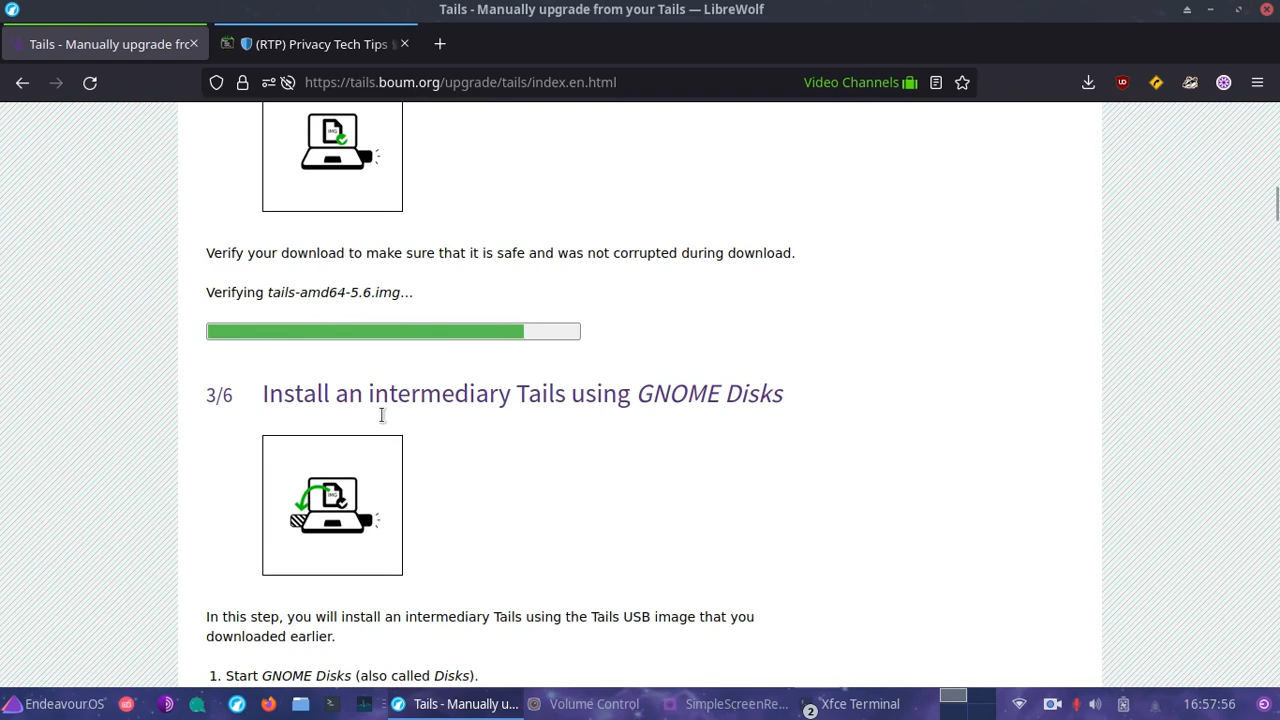 Tails - Manually upgrade from your Tails — LibreWolf
Tails - Manually upgrade frc
(RTP) Privacy Tech Tips
https://tails.boum.org/upgrade/tails/index.en.html
Video Channels
Verify your download to make sure that it is safe and was not corrupted during download.
Verifying tails-amd64-5.6.img…
3/6 Install an intermediary Tails using GNOME Disks
In this step, you will install an intermediary Tails using the Tails USB image that you
downloaded earlier.
1. Start GNOME Disks (also called Disks).
EndeavourOS
Tails - Manually u...
Volume Control
SimpleScreenRe...
2
Xfce Terminal
16:57:56